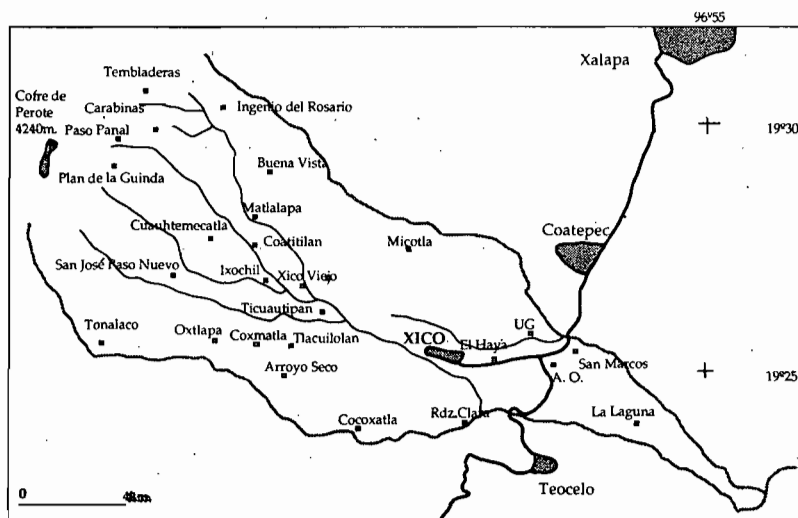 96°55
Xalapa
Tembladeras
Cofre de
Perote
4240m.
Carabinas
Ingenio del Rosario
Paso Panal
19°30
Plan de la Guinda
Buena Vista
Matlalapa
Cuauhtemecatla
Coatitilan
Micotla
Coatepec
San José Paso Nuevo
Ixochil
Xico Viejo
Ticuautipan
UG
Tonalaco
Oxtlapa
Coxmatla
Tlacuilolan
XICO
El Haya
San Marcos
A. O.
19°25
Arroyo Seco
Cocoxatla
Rdz. Clara
La Laguna
Teocelo
0